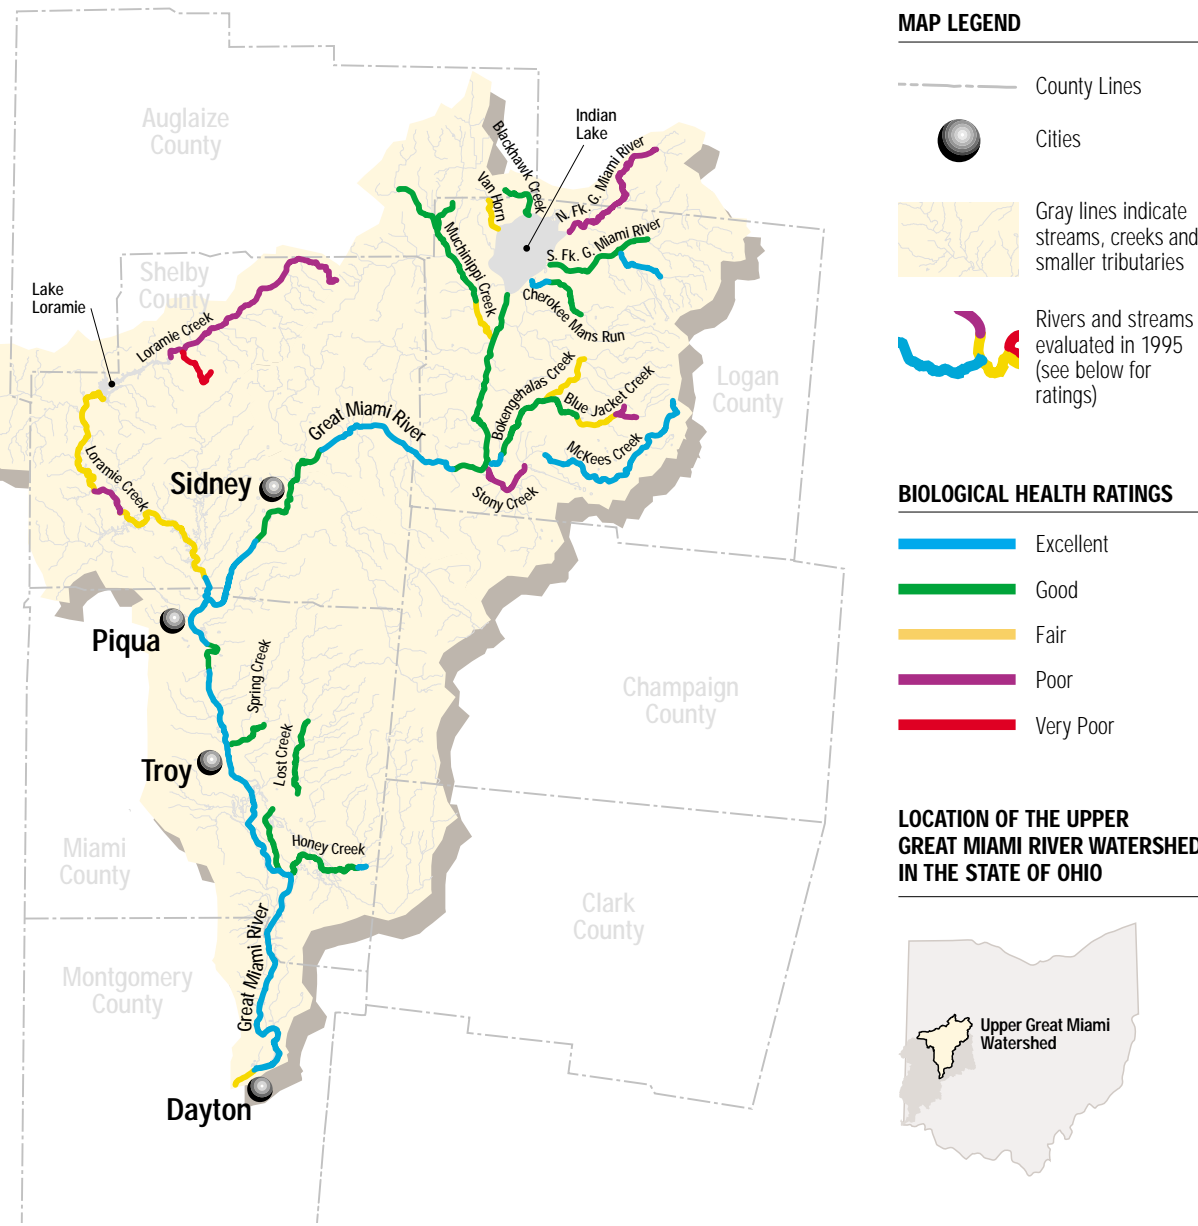 Auglaize
County
Indian
Lake
Blackhawk Creek
Van Horn
N. Fk. G. Miami River
S. Fk. G. Miami River
Muchinippi Creek
Cherokee Mans Run
Shelby
County
Lake
Loramie
Loramie Creek
Logan
County
Bokengehalas Creek
Blue Jacket Creek
McKees Creek
Great Miami River
Stony Creek
Loramie Creek
Sidney
Piqua
Spring Creek
Champaign
County
Lost Creek
Troy
Honey Creek
Miami
County
Clark
County
Great Miami River
Montgomery
County
Dayton
MAP LEGEND
County Lines
Cities
Gray lines indicate
streams, creeks and
smaller tributaries
Rivers and streams
evaluated in 1995
(see below for
ratings)
BIOLOGICAL HEALTH RATINGS
Excellent
Good
Fair
Poor
Very Poor
LOCATION OF THE UPPER
GREAT MIAMI RIVER WATERSHED
IN THE STATE OF OHIO
Upper Great Miami
Watershed